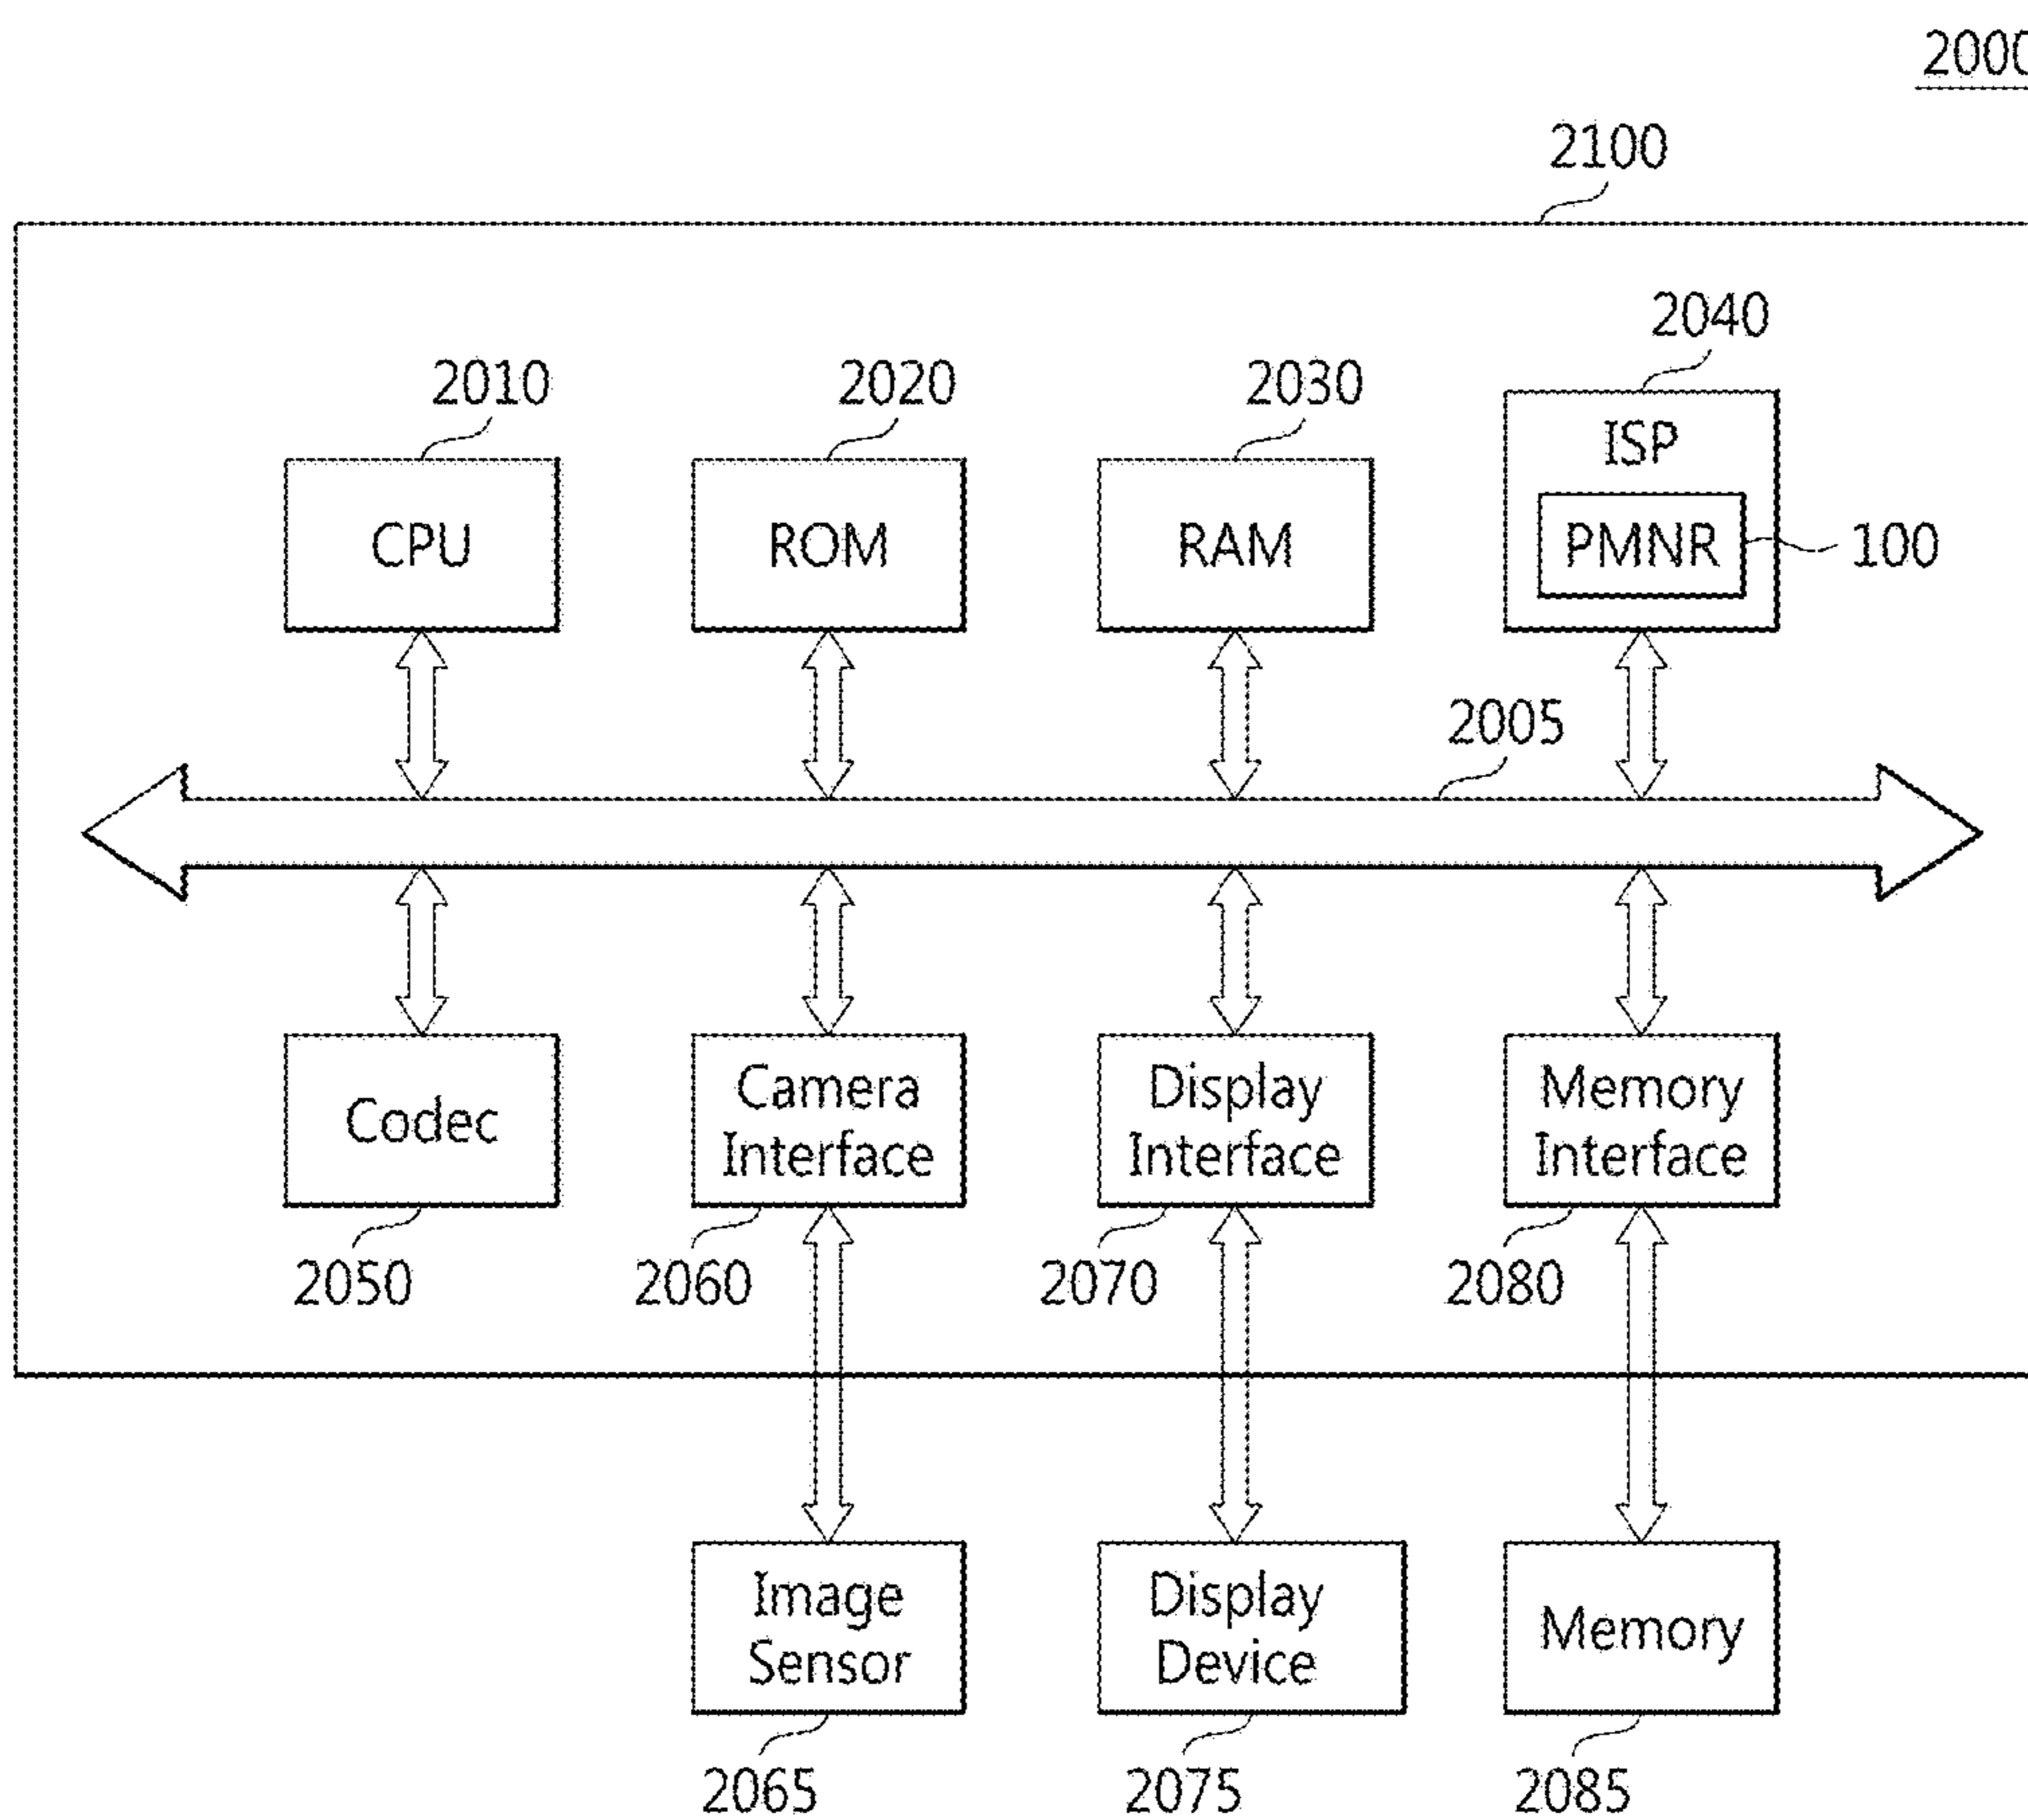 2000
2100
2040
2010
2020
2030
ISP
CPU
ROM
RAM
PMNR
100
2005
Codec
Camera
Interface
Display
Interface
Memory
Interface
2050
2060
2070
2080
Image
Sensor
Display
Device
Memory
2065
2075
2085